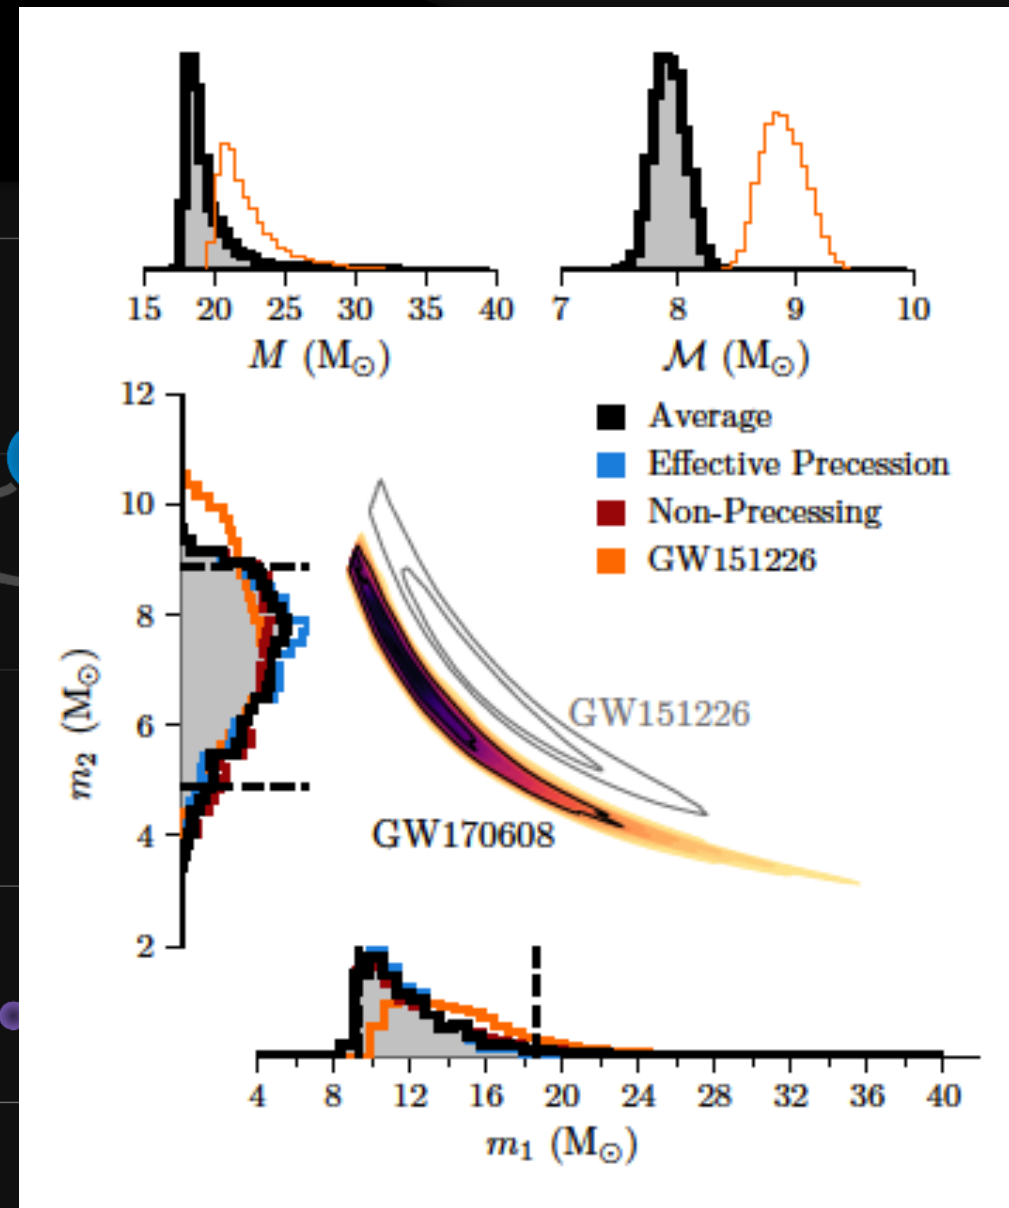 15 20 25 30 35 40
M (M☉)
7 8 9 10
ℳ (M☉)
Average
Effective Precession
Non-Precessing
GW151226
12
10
8
6
4
2
m₂ (M☉)
GW151226
GW170608
4 8 12 16 20 24 28 32 36 40
m₁ (M☉)